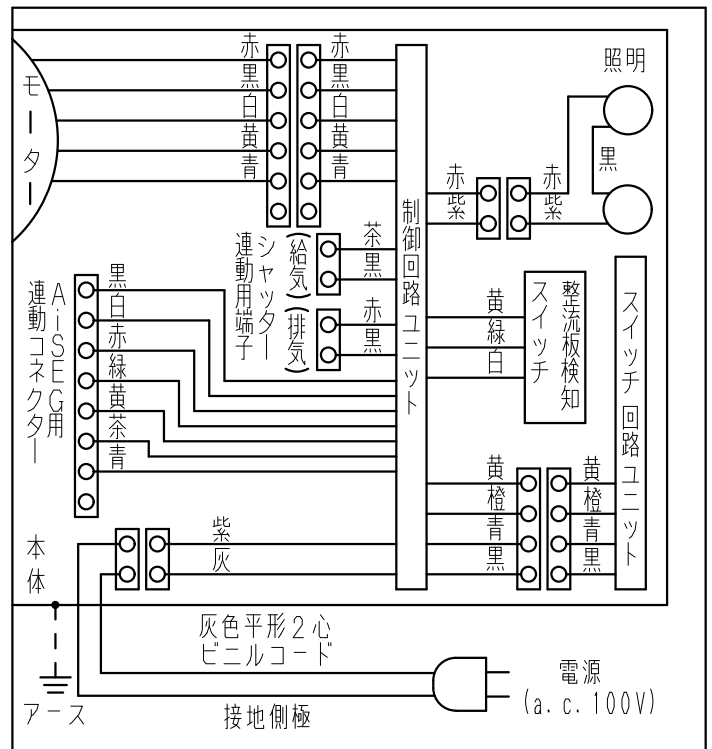 モーター
赤
黒
白
黄
青
赤
黒
白
黄
青
照明
黒
赤
紫
赤
紫
制御回路ユニット
シャッター
連動用端子
(給気)
(排気)
茶
黒
赤
黒
AiSEG用
連動コネクター
黒
白
赤
緑
黄
茶
青
黄
緑
白
整流板検知
スイッチ
スイッチ回路ユニット
黄
橙
青
黒
黄
橙
青
黒
本体
紫
灰
灰色平形2心
ビニルコード
アース
接地側極
電源
(a.c.100V)